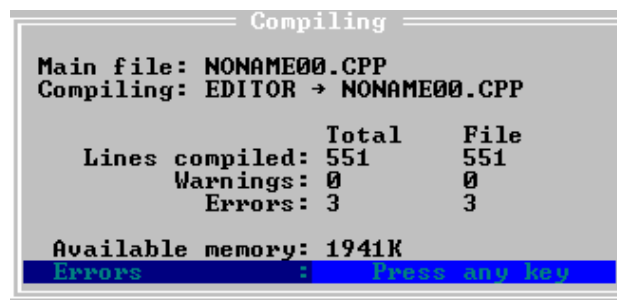 Compiling
Main file: NONAME00.CPP
Compiling: EDITOR → NONAME00.CPP
Total File
Lines compiled: 551 551
Warnings: 0 0
Errors: 3 3
Available memory: 1941K
Errors : Press any key